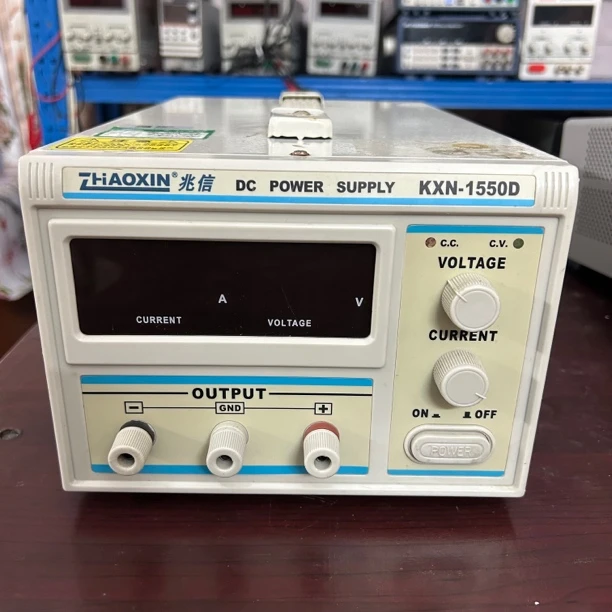 ZHAOXIN® 兆信 DC POWER SUPPLY KXN-1550D
C.C. C.V.
VOLTAGE
A V
CURRENT VOLTAGE
CURRENT
OUTPUT
- GND +
ON OFF
POWER